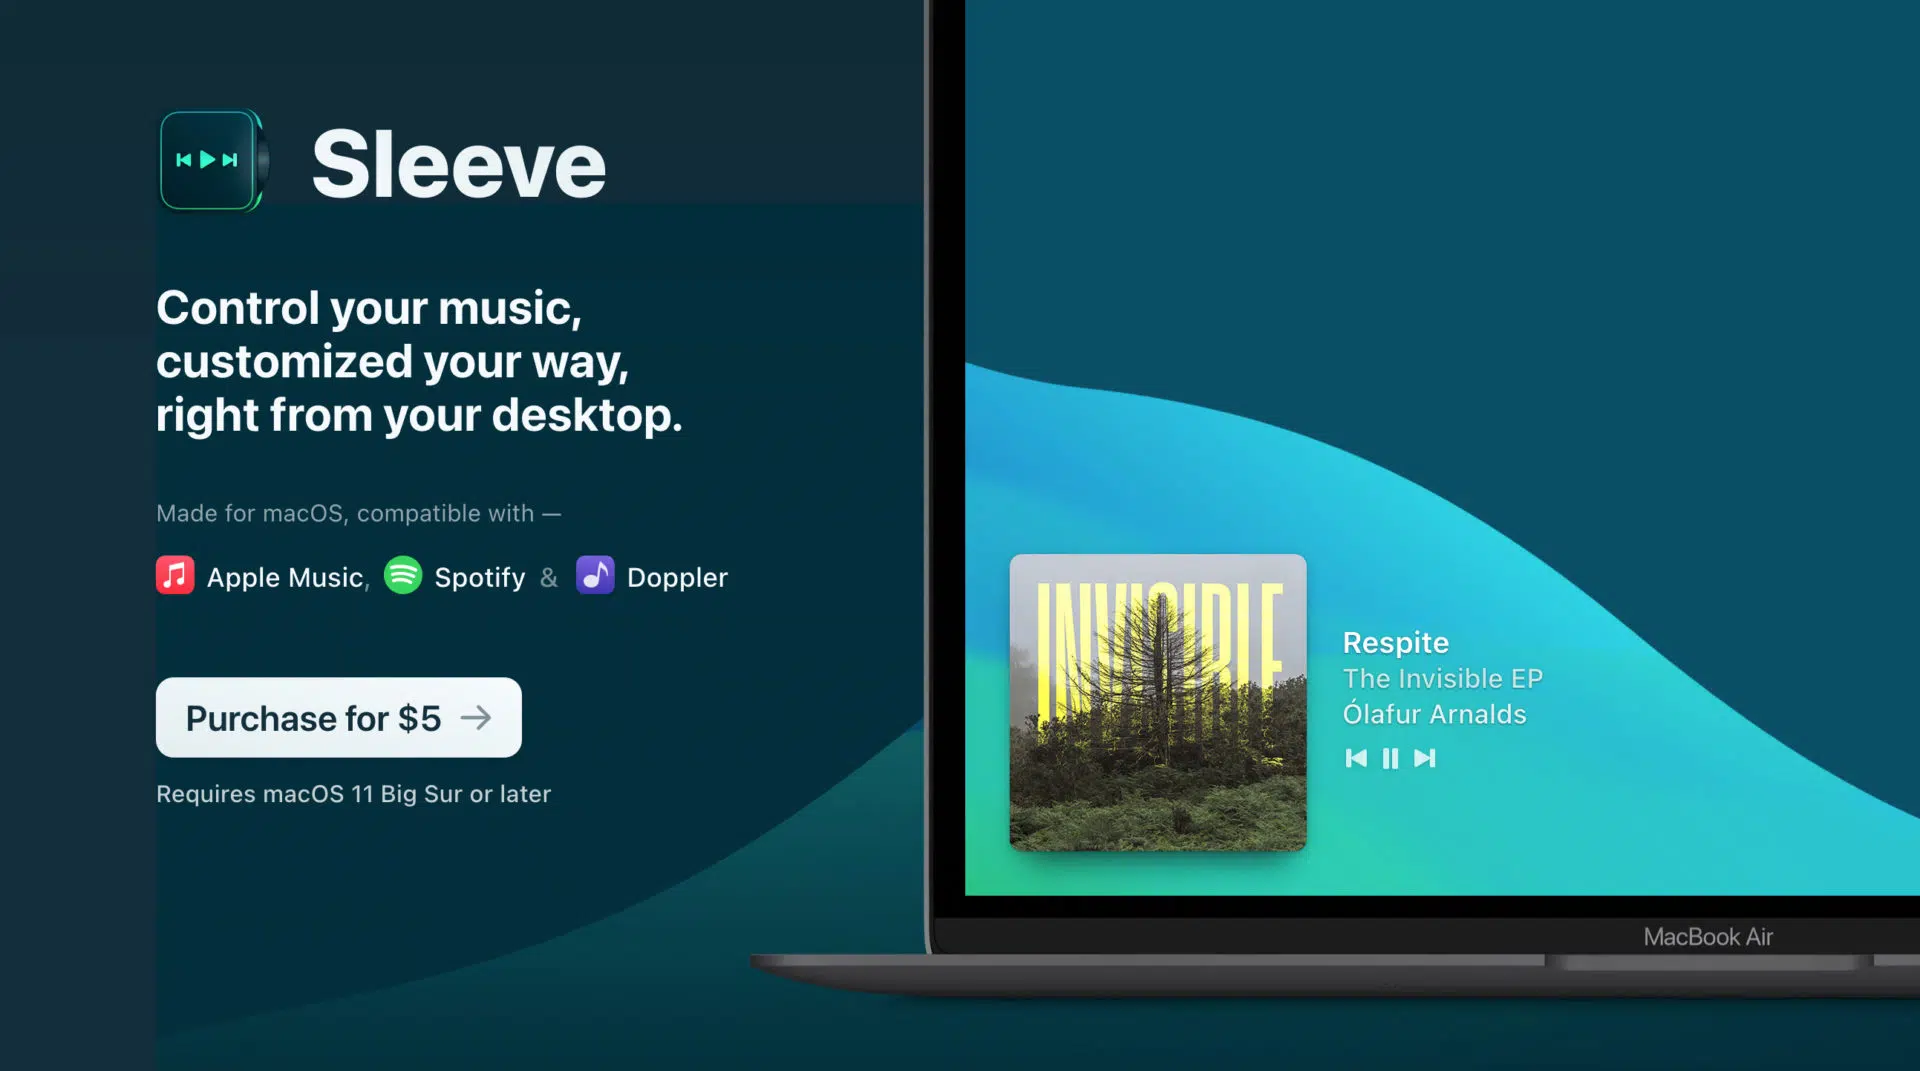 Sleeve
Control your music,
customized your way,
right from your desktop.
Made for macOS, compatible with —
Apple Music, Spotify & Doppler
Purchase for $5 →
Requires macOS 11 Big Sur or later
INVISIBLE
Respite
The Invisible EP
Ólafur Arnalds
MacBook Air